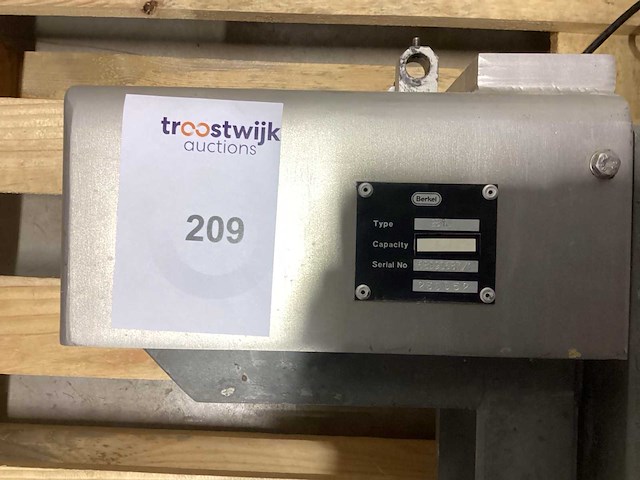 troostwijk
auctions
209
Berkel
Type
Capacity
Serial No